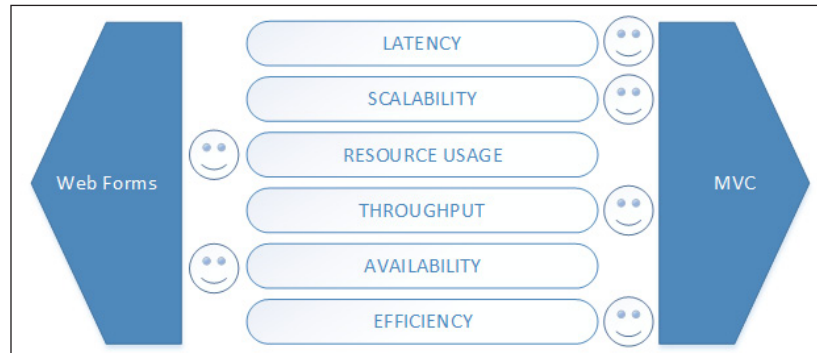 LATENCY
SCALABILITY
RESOURCE USAGE
Web Forms
MVC
THROUGHPUT
AVAILABILITY
EFFICIENCY